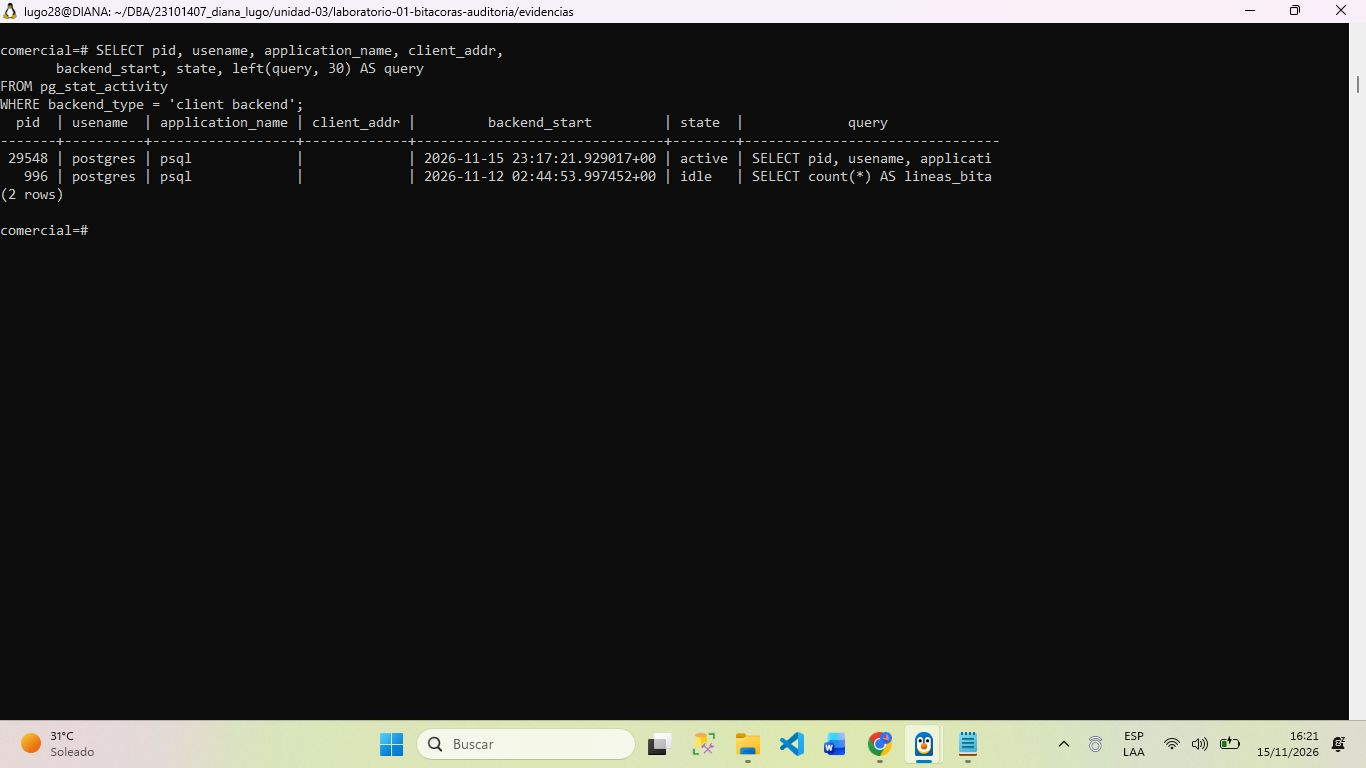 lugo28@DIANA: ~/DBA/23101407_diana_lugo/unidad-03/laboratorio-01-bitacoras-auditoria/evidencias
comercial=# SELECT pid, usename, application_name, client_addr,
       backend_start, state, left(query, 30) AS query
FROM pg_stat_activity
WHERE backend_type = 'client backend';
  pid  | usename  | application_name | client_addr |         backend_start         | state  |             query
-------+----------+------------------+-------------+-------------------------------+--------+--------------------------------
 29548 | postgres | psql             |             | 2026-11-15 23:17:21.929017+00 | active | SELECT pid, usename, applicati
   996 | postgres | psql             |             | 2026-11-12 02:44:53.997452+00 | idle   | SELECT count(*) AS lineas_bita
(2 rows)
comercial=#
31°C
Soleado
Buscar
ESP
LAA
16:21
15/11/2026